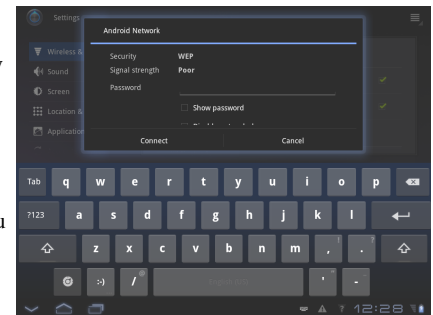 y
u
Settings
Wireless &
Sound
Screen
Location &
Application
Android Network
Security WEP
Signal strength Poor
Password
Show password
Connect Cancel
Tab q w e r t y u i o p
?123 a s d f g h j k l
z x c v b n m , ! . ?
:-) / @ ' " - _
12:28